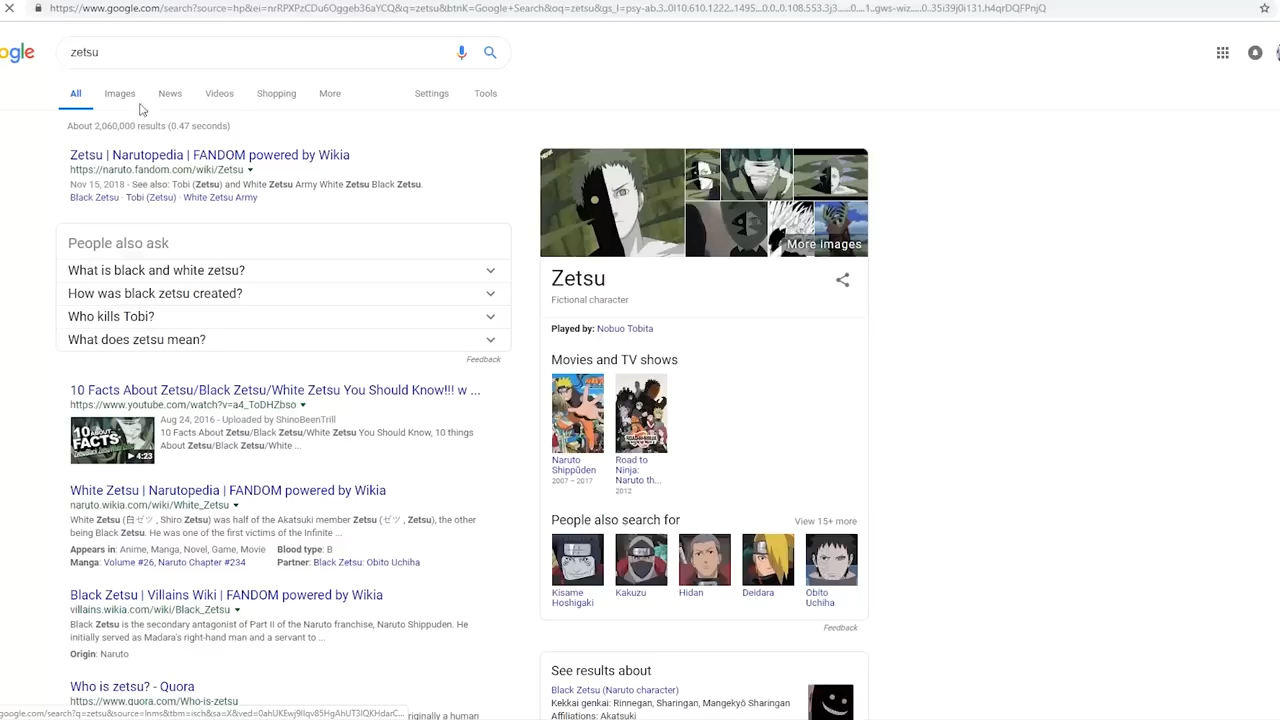 https://www.google.com/search?source=hp&ei=nrRPXPzCDu6Oggeb36aYCQ&q=zetsu&btnK=Google+Search&oq=zetsu&gs_l=psy-ab.3..0l10.610.1222..1495...0.0..0.108.553.3j3......0....1..gws-wiz.....0..35i39j0i131.h4qrDQFPnjQ
ogle
zetsu
All Images News Videos Shopping More Settings Tools
About 2,060,000 results (0.47 seconds)
Zetsu | Narutopedia | FANDOM powered by Wikia
https://naruto.fandom.com/wiki/Zetsu
Nov 15, 2018 - See also: Tobi (Zetsu) and White Zetsu Army White Zetsu Black Zetsu.
Black Zetsu · Tobi (Zetsu) · White Zetsu Army
People also ask
What is black and white zetsu?
How was black zetsu created?
Who kills Tobi?
What does zetsu mean?
Feedback
10 Facts About Zetsu/Black Zetsu/White Zetsu You Should Know!!! w ...
https://www.youtube.com/watch?v=a4_ToDHZbso
10
ABOUT
FACTS
4:23
Aug 24, 2016 - Uploaded by ShinoBeenTrill
10 Facts About Zetsu/Black Zetsu/White Zetsu You Should Know, 10 things
About Zetsu/Black Zetsu/White ...
White Zetsu | Narutopedia | FANDOM powered by Wikia
naruto.wikia.com/wiki/White_Zetsu
White Zetsu (白ゼツ, Shiro Zetsu) was half of the Akatsuki member Zetsu (ゼツ, Zetsu), the other
being Black Zetsu. He was one of the first victims of the Infinite ...
Appears in: Anime, Manga, Novel, Game, Movie Blood type: B
Manga: Volume #26, Naruto Chapter #234 Partner: Black Zetsu: Obito Uchiha
Black Zetsu | Villains Wiki | FANDOM powered by Wikia
villains.wikia.com/wiki/Black_Zetsu
Black Zetsu is the secondary antagonist of Part II of the Naruto franchise, Naruto Shippuden. He
initially served as Madara's right-hand man and a servant to ...
Origin: Naruto
Who is zetsu? - Quora
https://www.quora.com/Who-is-zetsu
riginally a human
More images
Zetsu
Fictional character
Played by: Nobuo Tobita
Movies and TV shows
Naruto
Shippūden
2007 – 2017
Road to
Ninja:
Naruto th...
2012
People also search for
View 15+ more
Kisame
Hoshigaki
Kakuzu
Hidan
Deidara
Obito
Uchiha
Feedback
See results about
Black Zetsu (Naruto character)
Kekkai genkai: Rinnegan, Sharingan, Mangekyō Sharingan
Affiliations: Akatsuki